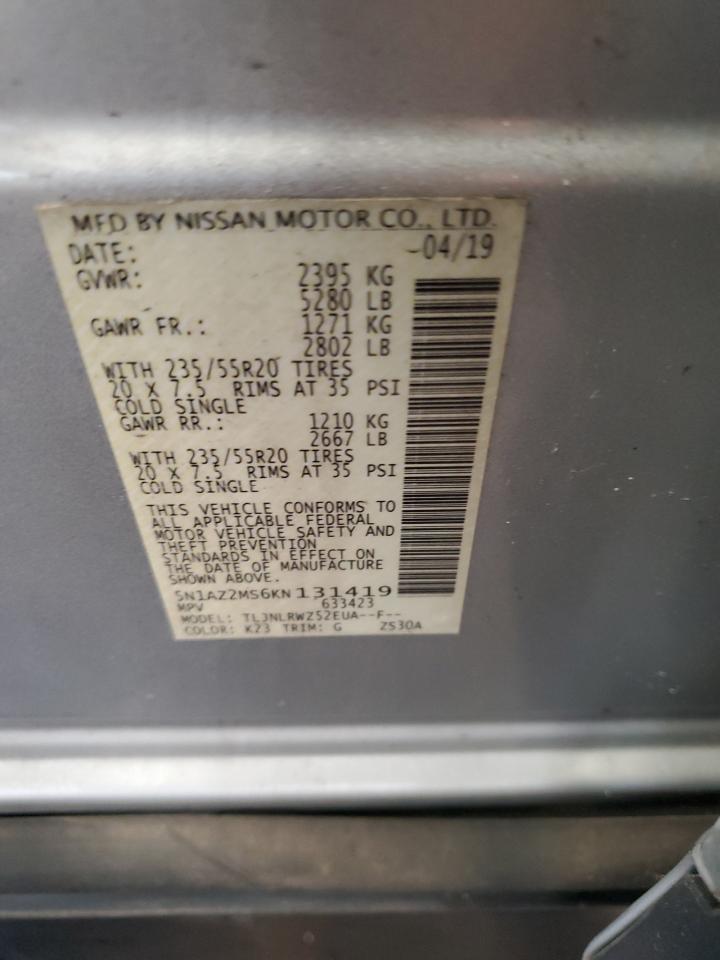 MFD BY NISSAN MOTOR CO., LTD.
DATE: 04/19
GVWR: 2395 KG
5280 LB
GAWR FR.: 1271 KG
2802 LB
WITH 235/55R20 TIRES
20 X 7.5 RIMS AT 35 PSI
COLD SINGLE
GAWR RR.: 1210 KG
2667 LB
WITH 235/55R20 TIRES
20 X 7.5 RIMS AT 35 PSI
COLD SINGLE
THIS VEHICLE CONFORMS TO
ALL APPLICABLE FEDERAL
MOTOR VEHICLE SAFETY AND
THEFT PREVENTION
STANDARDS IN EFFECT ON
THE DATE OF MANUFACTURE
SHOWN ABOVE.
5N1AZ2MS6KN131419
MPV 633423
MODEL: TLJNLRWZ52EUA--F--
COLOR: K23 TRIM: G Z530A